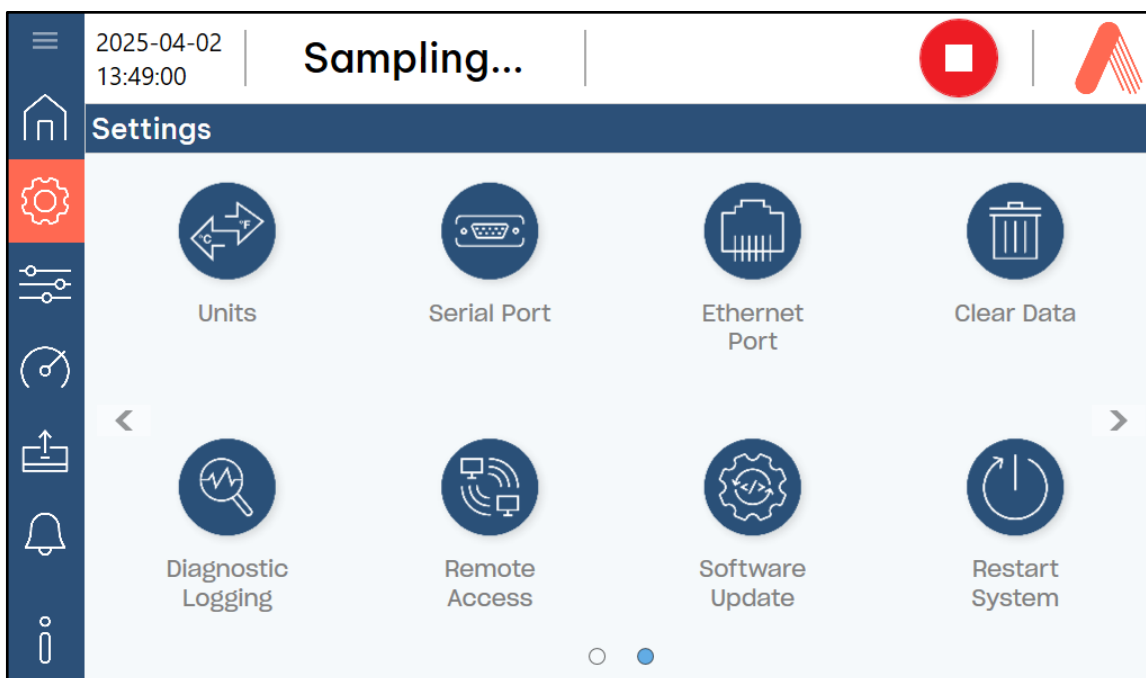 2025-04-02
13:49:00
Sampling...
Settings
°C
°F
Units
Serial Port
Ethernet
Port
Clear Data
</>
Diagnostic
Logging
Remote
Access
Software
Update
Restart
System